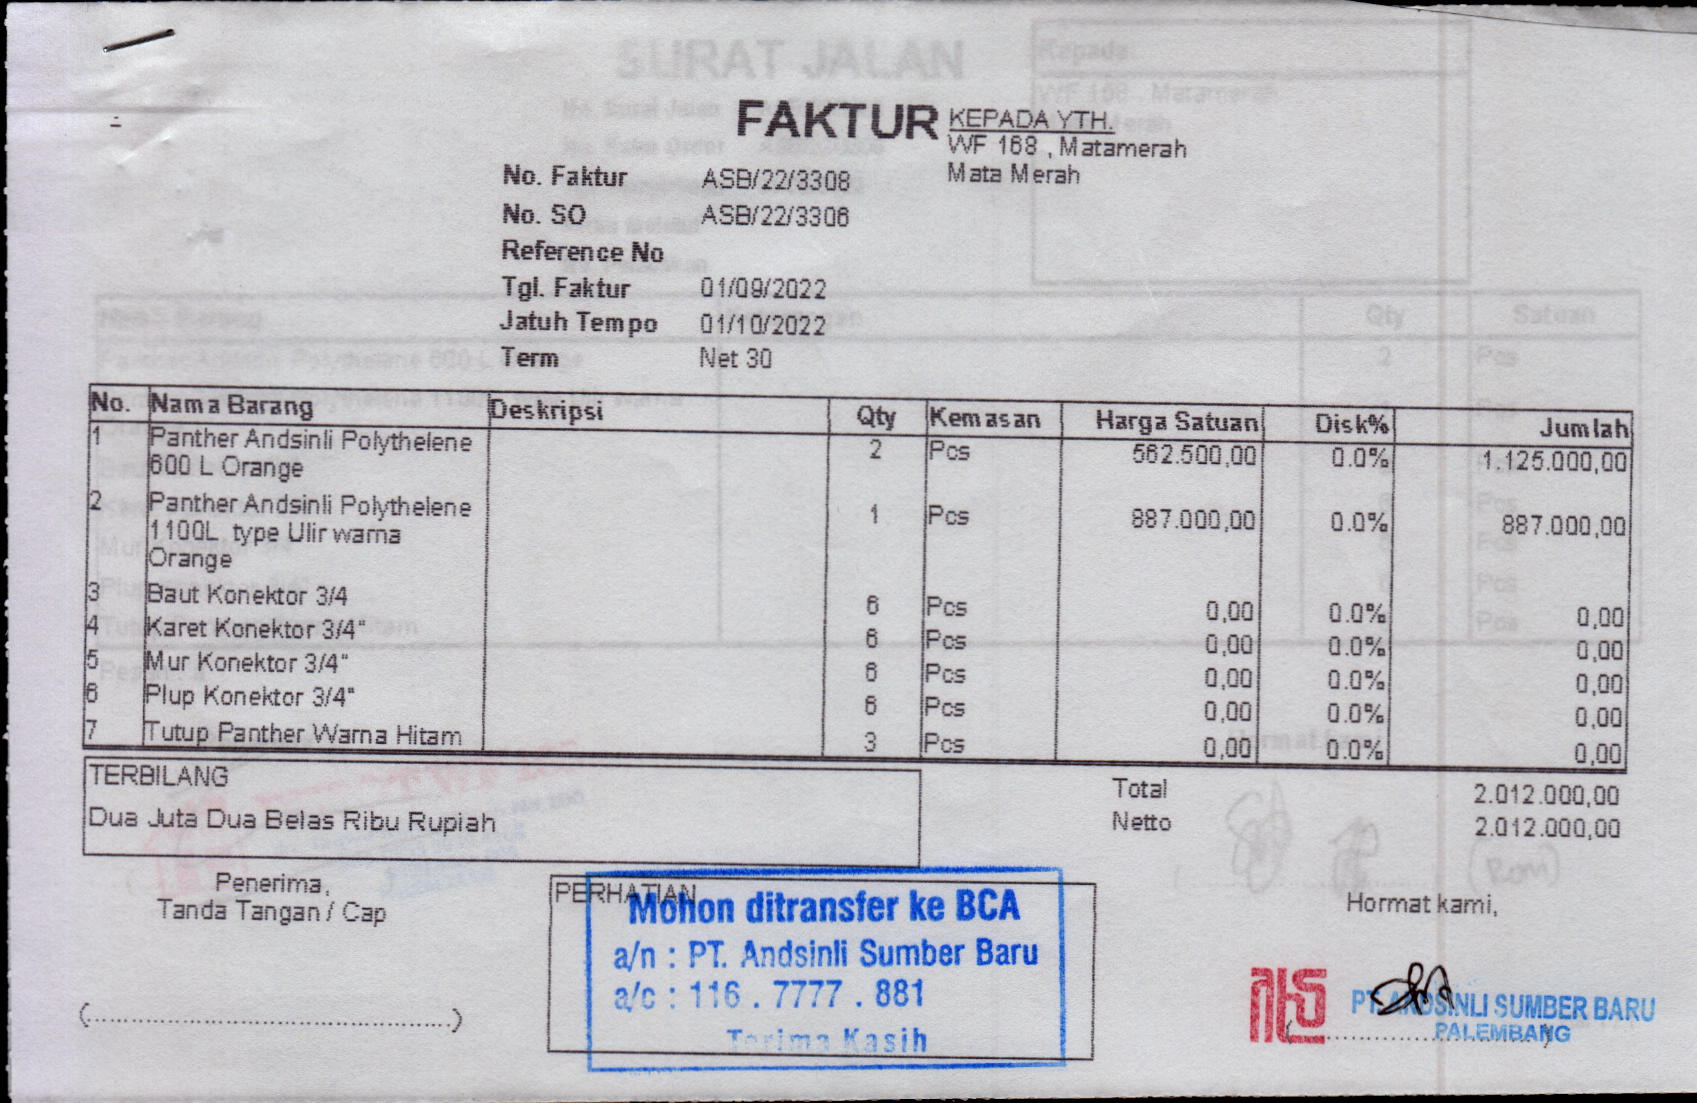 FAKTUR
KEPADA YTH.
WF 168 , Matamerah
Mata Merah
No. Faktur ASB/22/3308
No. SO ASB/22/3306
Reference No
Tgl. Faktur 01/09/2022
Jatuh Tempo 01/10/2022
Term Net 30
No. Nama Barang Deskripsi Qty Kemasan Harga Satuan Disk% Jumlah
1 Panther Andsinli Polythelene 2 Pcs 562.500,00 0.0% 1.125.000,00
600 L Orange
2 Panther Andsinli Polythelene 1 Pcs 887.000,00 0.0% 887.000,00
1100L type Ulir warna
Orange
3 Baut Konektor 3/4 6 Pcs 0,00 0.0% 0,00
4 Karet Konektor 3/4" 6 Pcs 0,00 0.0% 0,00
5 Mur Konektor 3/4" 6 Pcs 0,00 0.0% 0,00
6 Plup Konektor 3/4" 6 Pcs 0,00 0.0% 0,00
7 Tutup Panther Warna Hitam 3 Pcs 0,00 0.0% 0,00
TERBILANG
Dua Juta Dua Belas Ribu Rupiah
Total 2.012.000,00
Netto 2.012.000,00
Penerima,
Tanda Tangan / Cap
PERHATIAN
Mohon ditransfer ke BCA
a/n : PT. Andsinli Sumber Baru
a/c : 116 . 7777 . 881
Terima Kasih
Hormat kami,
PT. ANDSINLI SUMBER BARU
PALEMBANG